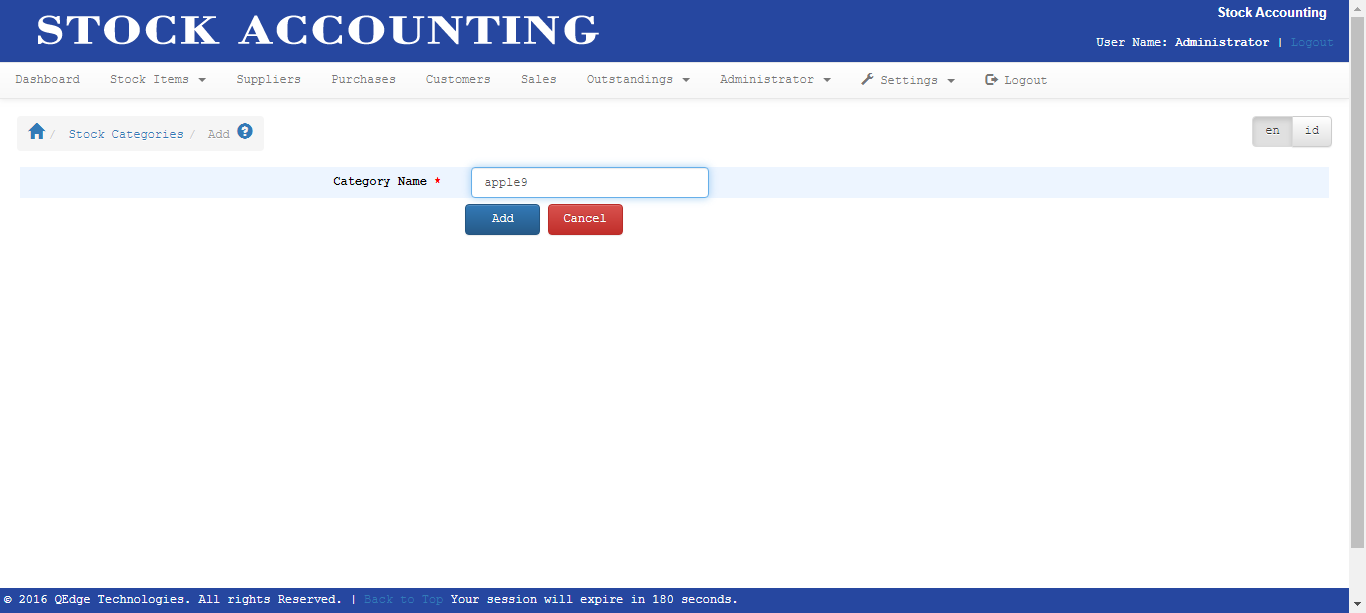 STOCK ACCOUNTING
Stock Accounting
User Name: Administrator | Logout
Dashboard Stock Items Suppliers Purchases Customers Sales Outstandings Administrator Settings Logout
/ Stock Categories / Add ?
en id
Category Name * apple9
Add Cancel
© 2016 QEdge Technologies. All rights Reserved. | Back to Top Your session will expire in 180 seconds.